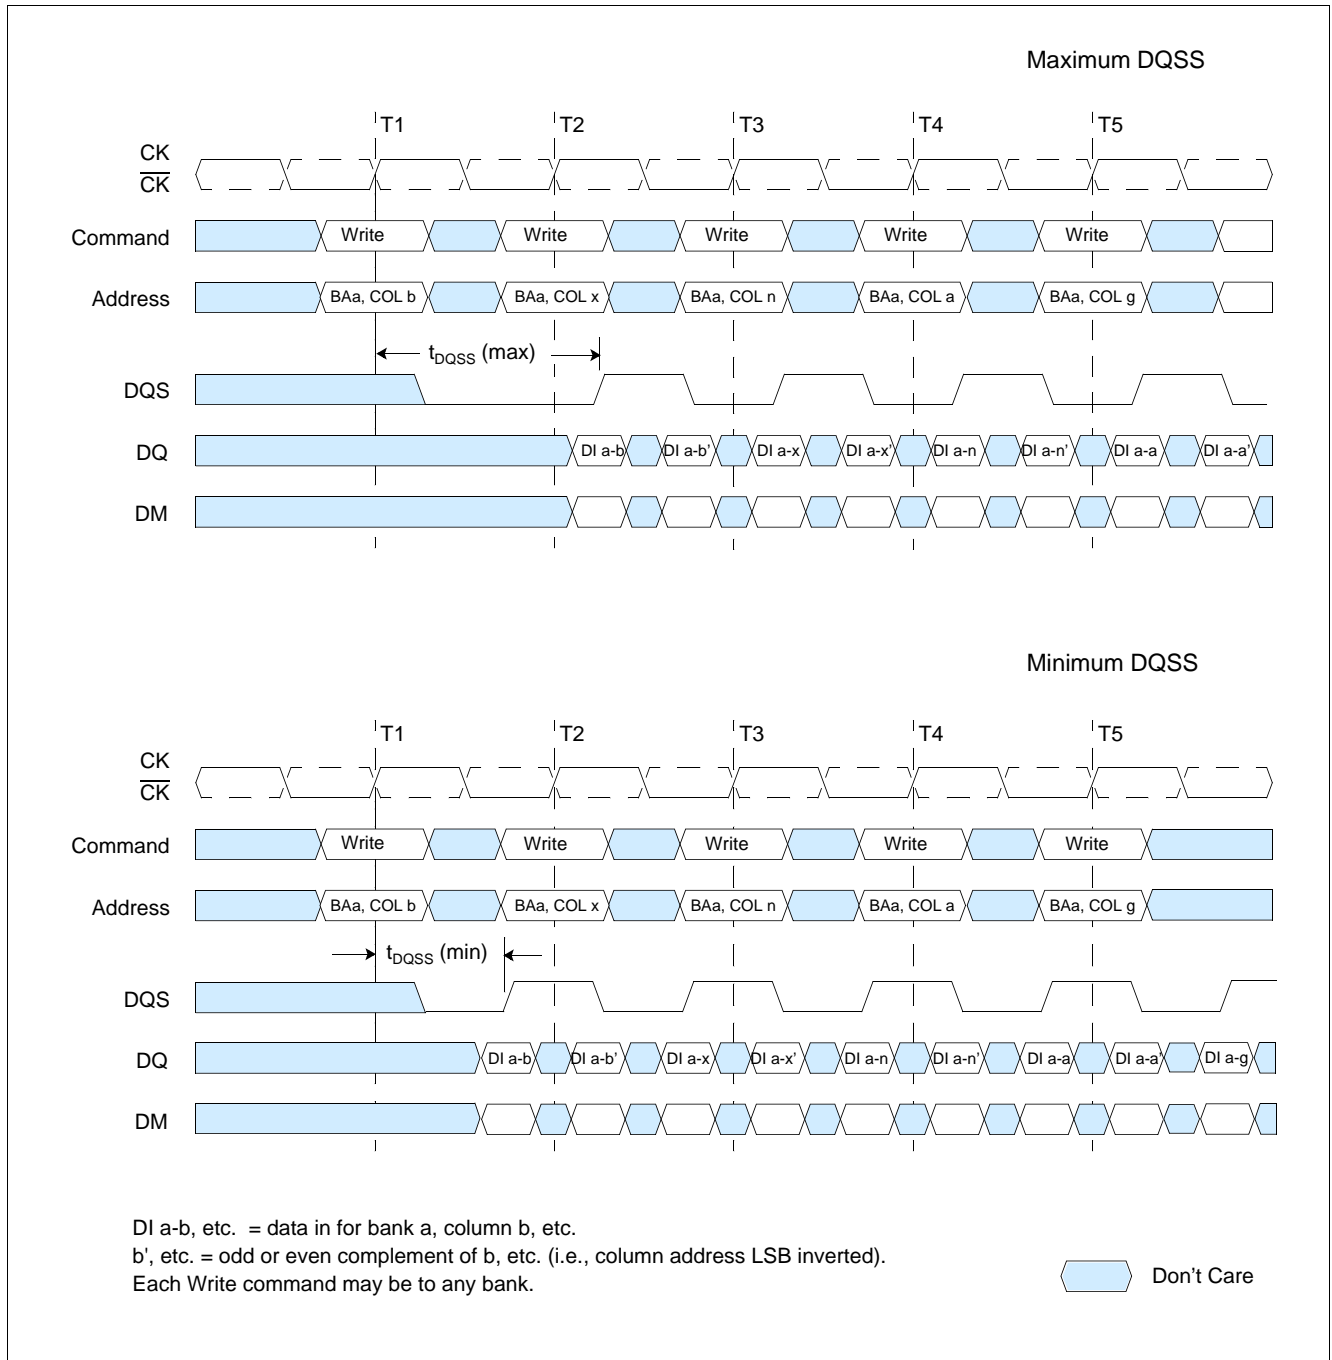 Maximum DQSS
T1 T2 T3 T4 T5
CK
CK
Command Write Write Write Write Write
Address BAa, COL b BAa, COL x BAa, COL n BAa, COL a BAa, COL g
tDQSS (max)
DQS
DQ DI a-b DI a-b' DI a-x DI a-x' DI a-n DI a-n' DI a-a DI a-a'
DM
Minimum DQSS
T1 T2 T3 T4 T5
CK
CK
Command Write Write Write Write Write
Address BAa, COL b BAa, COL x BAa, COL n BAa, COL a BAa, COL g
tDQSS (min)
DQS
DQ DI a-b DI a-b' DI a-x DI a-x' DI a-n DI a-n' DI a-a DI a-a' DI a-g
DM
DI a-b, etc. = data in for bank a, column b, etc.
b', etc. = odd or even complement of b, etc. (i.e., column address LSB inverted).
Each Write command may be to any bank.
Don't Care